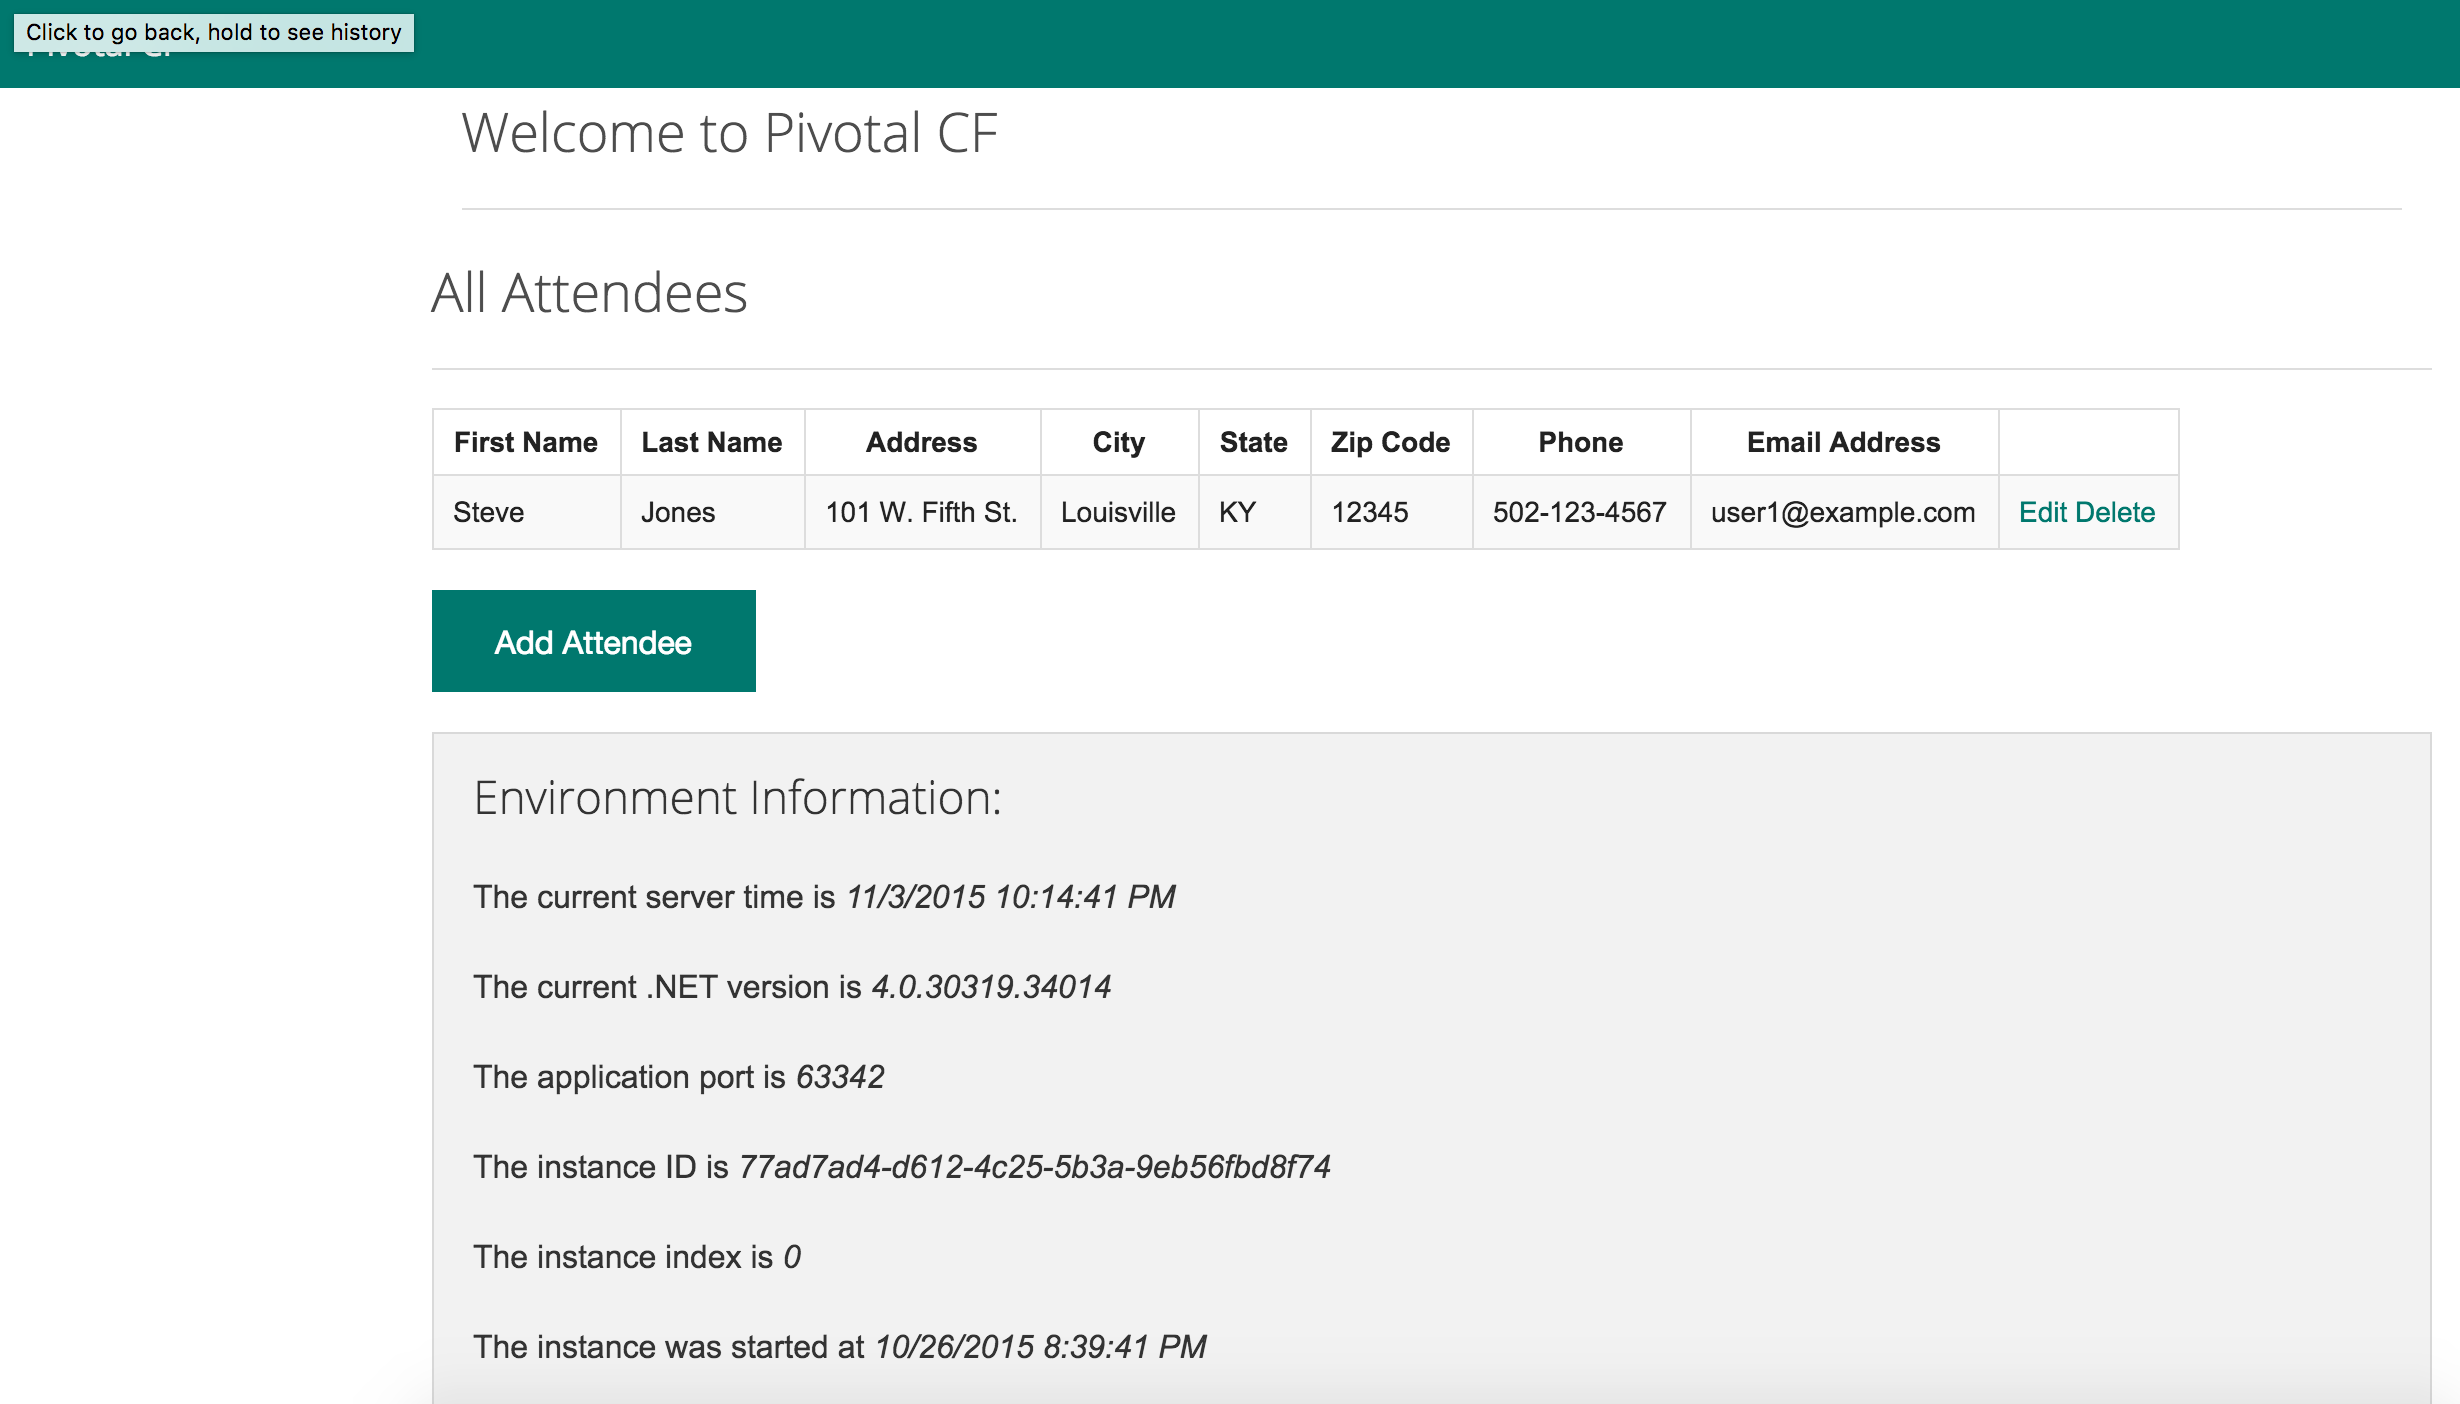 Click to go back, hold to see history
Welcome to Pivotal CF
All Attendees
First Name Last Name Address City State Zip Code Phone Email Address
Steve Jones 101 W. Fifth St. Louisville KY 12345 502-123-4567 user1@example.com Edit Delete
Add Attendee
Environment Information:
The current server time is 11/3/2015 10:14:41 PM
The current .NET version is 4.0.30319.34014
The application port is 63342
The instance ID is 77ad7ad4-d612-4c25-5b3a-9eb56fbd8f74
The instance index is 0
The instance was started at 10/26/2015 8:39:41 PM